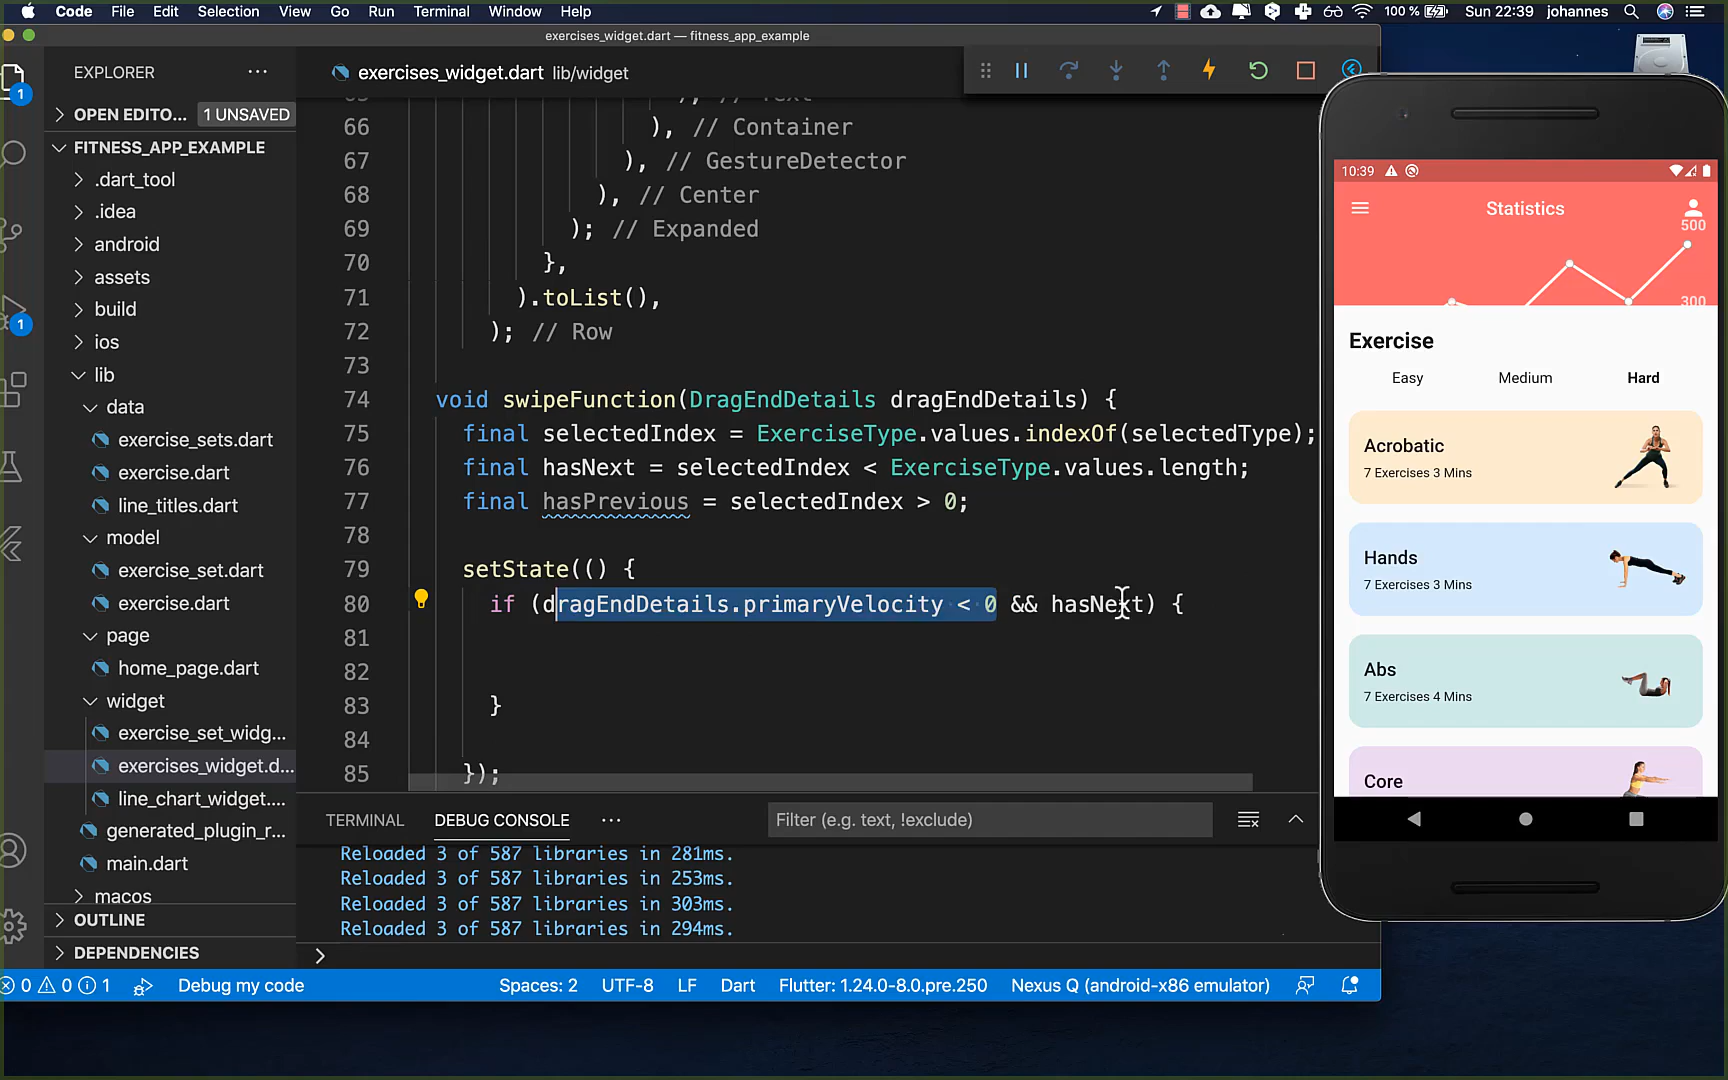 Code File Edit Selection View Go Run Terminal Window Help 100 % Sun 22:39 johannes
exercises_widget.dart — fitness_app_example
EXPLORER ···
exercises_widget.dart lib/widget
1
OPEN EDITO... 1 UNSAVED
FITNESS_APP_EXAMPLE
.dart_tool
.idea
android
assets
build
1
ios
lib
data
exercise_sets.dart
exercise.dart
line_titles.dart
model
exercise_set.dart
exercise.dart
page
home_page.dart
widget
exercise_set_widg...
exercises_widget.d...
line_chart_widget....
generated_plugin_r...
main.dart
macos
OUTLINE
DEPENDENCIES
65 ), // Text
66 ), // Container
67 ), // GestureDetector
68 ), // Center
69 ); // Expanded
70 },
71 ).toList(),
72 ); // Row
73
74 void swipeFunction(DragEndDetails dragEndDetails) {
75 final selectedIndex = ExerciseType.values.indexOf(selectedType);
76 final hasNext = selectedIndex < ExerciseType.values.length;
77 final hasPrevious = selectedIndex > 0;
78
79 setState(() {
80 if (dragEndDetails.primaryVelocity < 0 && hasNext) {
81
82
83 }
84
85 });
TERMINAL DEBUG CONSOLE ··· Filter (e.g. text, !exclude)
Reloaded 3 of 587 libraries in 281ms.
Reloaded 3 of 587 libraries in 253ms.
Reloaded 3 of 587 libraries in 303ms.
Reloaded 3 of 587 libraries in 294ms.
>
0 0 1 Debug my code Spaces: 2 UTF-8 LF Dart Flutter: 1.24.0-8.0.pre.250 Nexus Q (android-x86 emulator)
10:39
Statistics
500
300
Exercise
Easy Medium Hard
Acrobatic
7 Exercises 3 Mins
Hands
7 Exercises 3 Mins
Abs
7 Exercises 4 Mins
Core